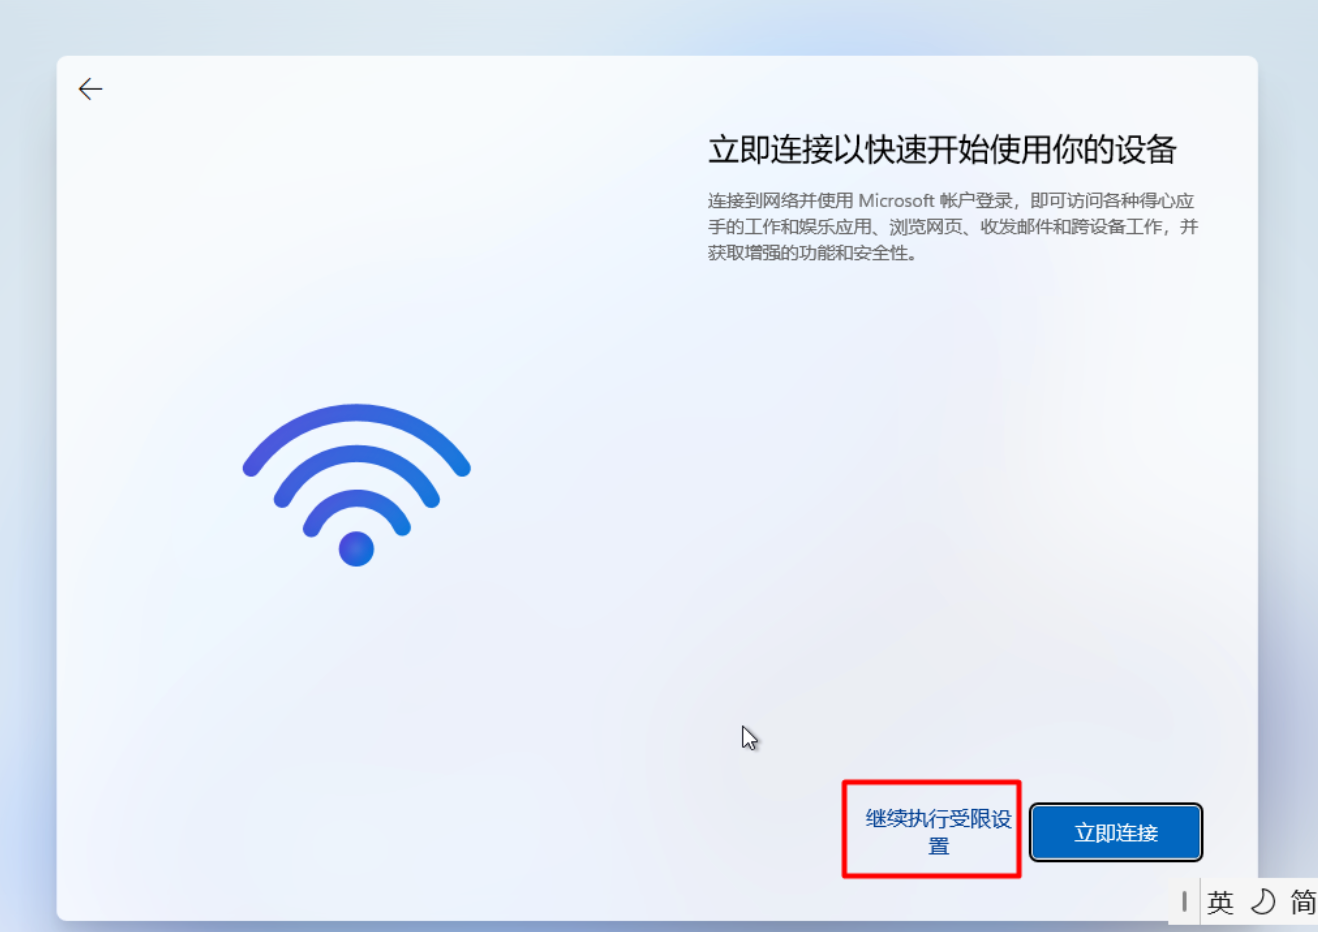 立即连接以快速开始使用你的设备
连接到网络并使用 Microsoft 帐户登录，即可访问各种得心应
手的工作和娱乐应用、浏览网页、收发邮件和跨设备工作，并
获取增强的功能和安全性。
继续执行受限设
置
立即连接
英
简